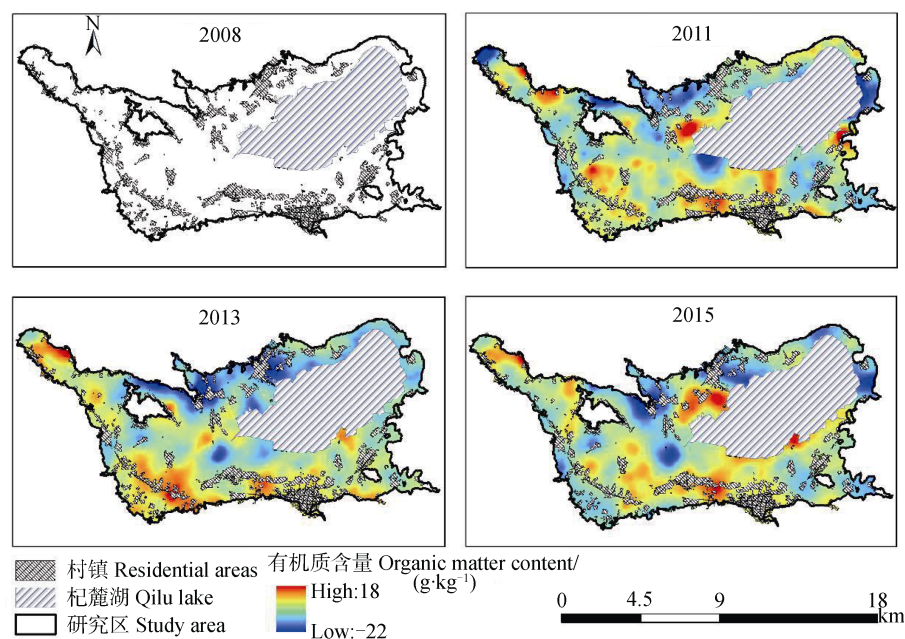 N
2008
2011
2013
2015
村镇 Residential areas
杞麓湖 Qilu lake
研究区 Study area
有机质含量 Organic matter content/
(g·kg⁻¹)
High:18
Low:−22
0 4.5 9 18
km